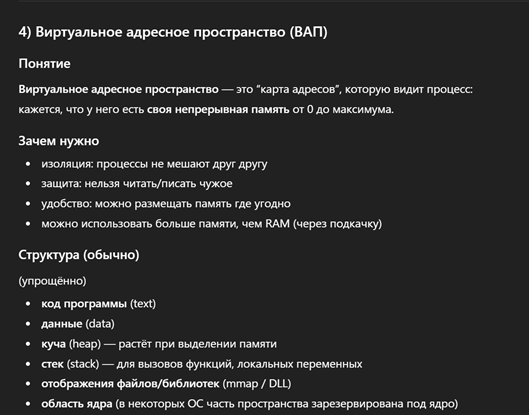 4) Виртуальное адресное пространство (ВАП)
Понятие
Виртуальное адресное пространство — это “карта адресов”, которую видит процесс:
кажется, что у него есть своя непрерывная память от 0 до максимума.
Зачем нужно
• изоляция: процессы не мешают друг другу
• защита: нельзя читать/писать чужое
• удобство: можно размещать память где угодно
• можно использовать больше памяти, чем RAM (через подкачку)
Структура (обычно)
(упрощённо)
• код программы (text)
• данные (data)
• куча (heap) — растёт при выделении памяти
• стек (stack) — для вызовов функций, локальных переменных
• отображения файлов/библиотек (mmap / DLL)
• область ядра (в некоторых ОС часть пространства зарезервирована под ядро)